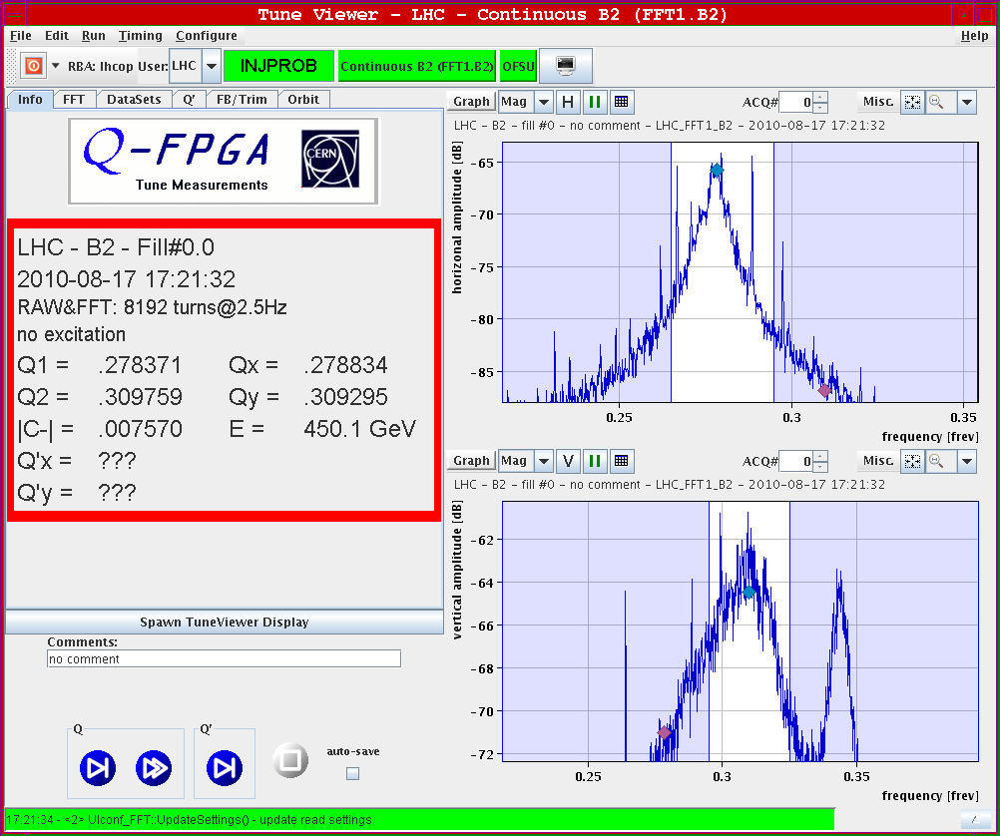 Tune Viewer - LHC - Continuous B2 (FFT1.B2)
File Edit Run Timing Configure Help
RBA: lhcop User: LHC INJPROB Continuous B2 (FFT1.B2) OFSU
Info FFT DataSets Q' FB/Trim Orbit
Q-FPGA
Tune Measurements
CERN
LHC - B2 - Fill#0.0
2010-08-17 17:21:32
RAW&FFT: 8192 turns@2.5Hz
no excitation
Q1 = .278371 Qx = .278834
Q2 = .309759 Qy = .309295
|C-| = .007570 E = 450.1 GeV
Q'x = ???
Q'y = ???
Spawn TuneViewer Display
Comments:
no comment
Q Q'
auto-save
17:21:34 - <2> UIconf_FFT::UpdateSettings() - update read settings
Graph Mag H ACQ# 0 Misc.
LHC - B2 - fill #0 - no comment - LHC_FFT1_B2 - 2010-08-17 17:21:32
horizonal amplitude [dB]
-65
-70
-75
-80
-85
0.25 0.3 0.35
frequency [frev]
Graph Mag V ACQ# 0 Misc.
LHC - B2 - fill #0 - no comment - LHC_FFT1_B2 - 2010-08-17 17:21:32
vertical amplitude [dB]
-62
-64
-66
-68
-70
-72
0.25 0.3 0.35
frequency [frev]